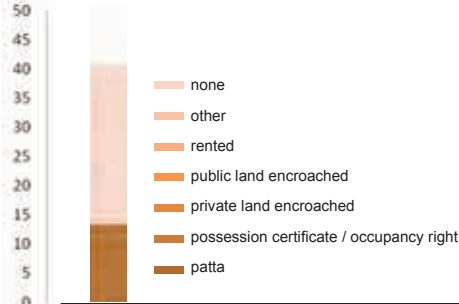 50
45
40
35
30
25
20
15
10
5
0
none
other
rented
public land encroached
private land encroached
possession certificate / occupancy right
patta